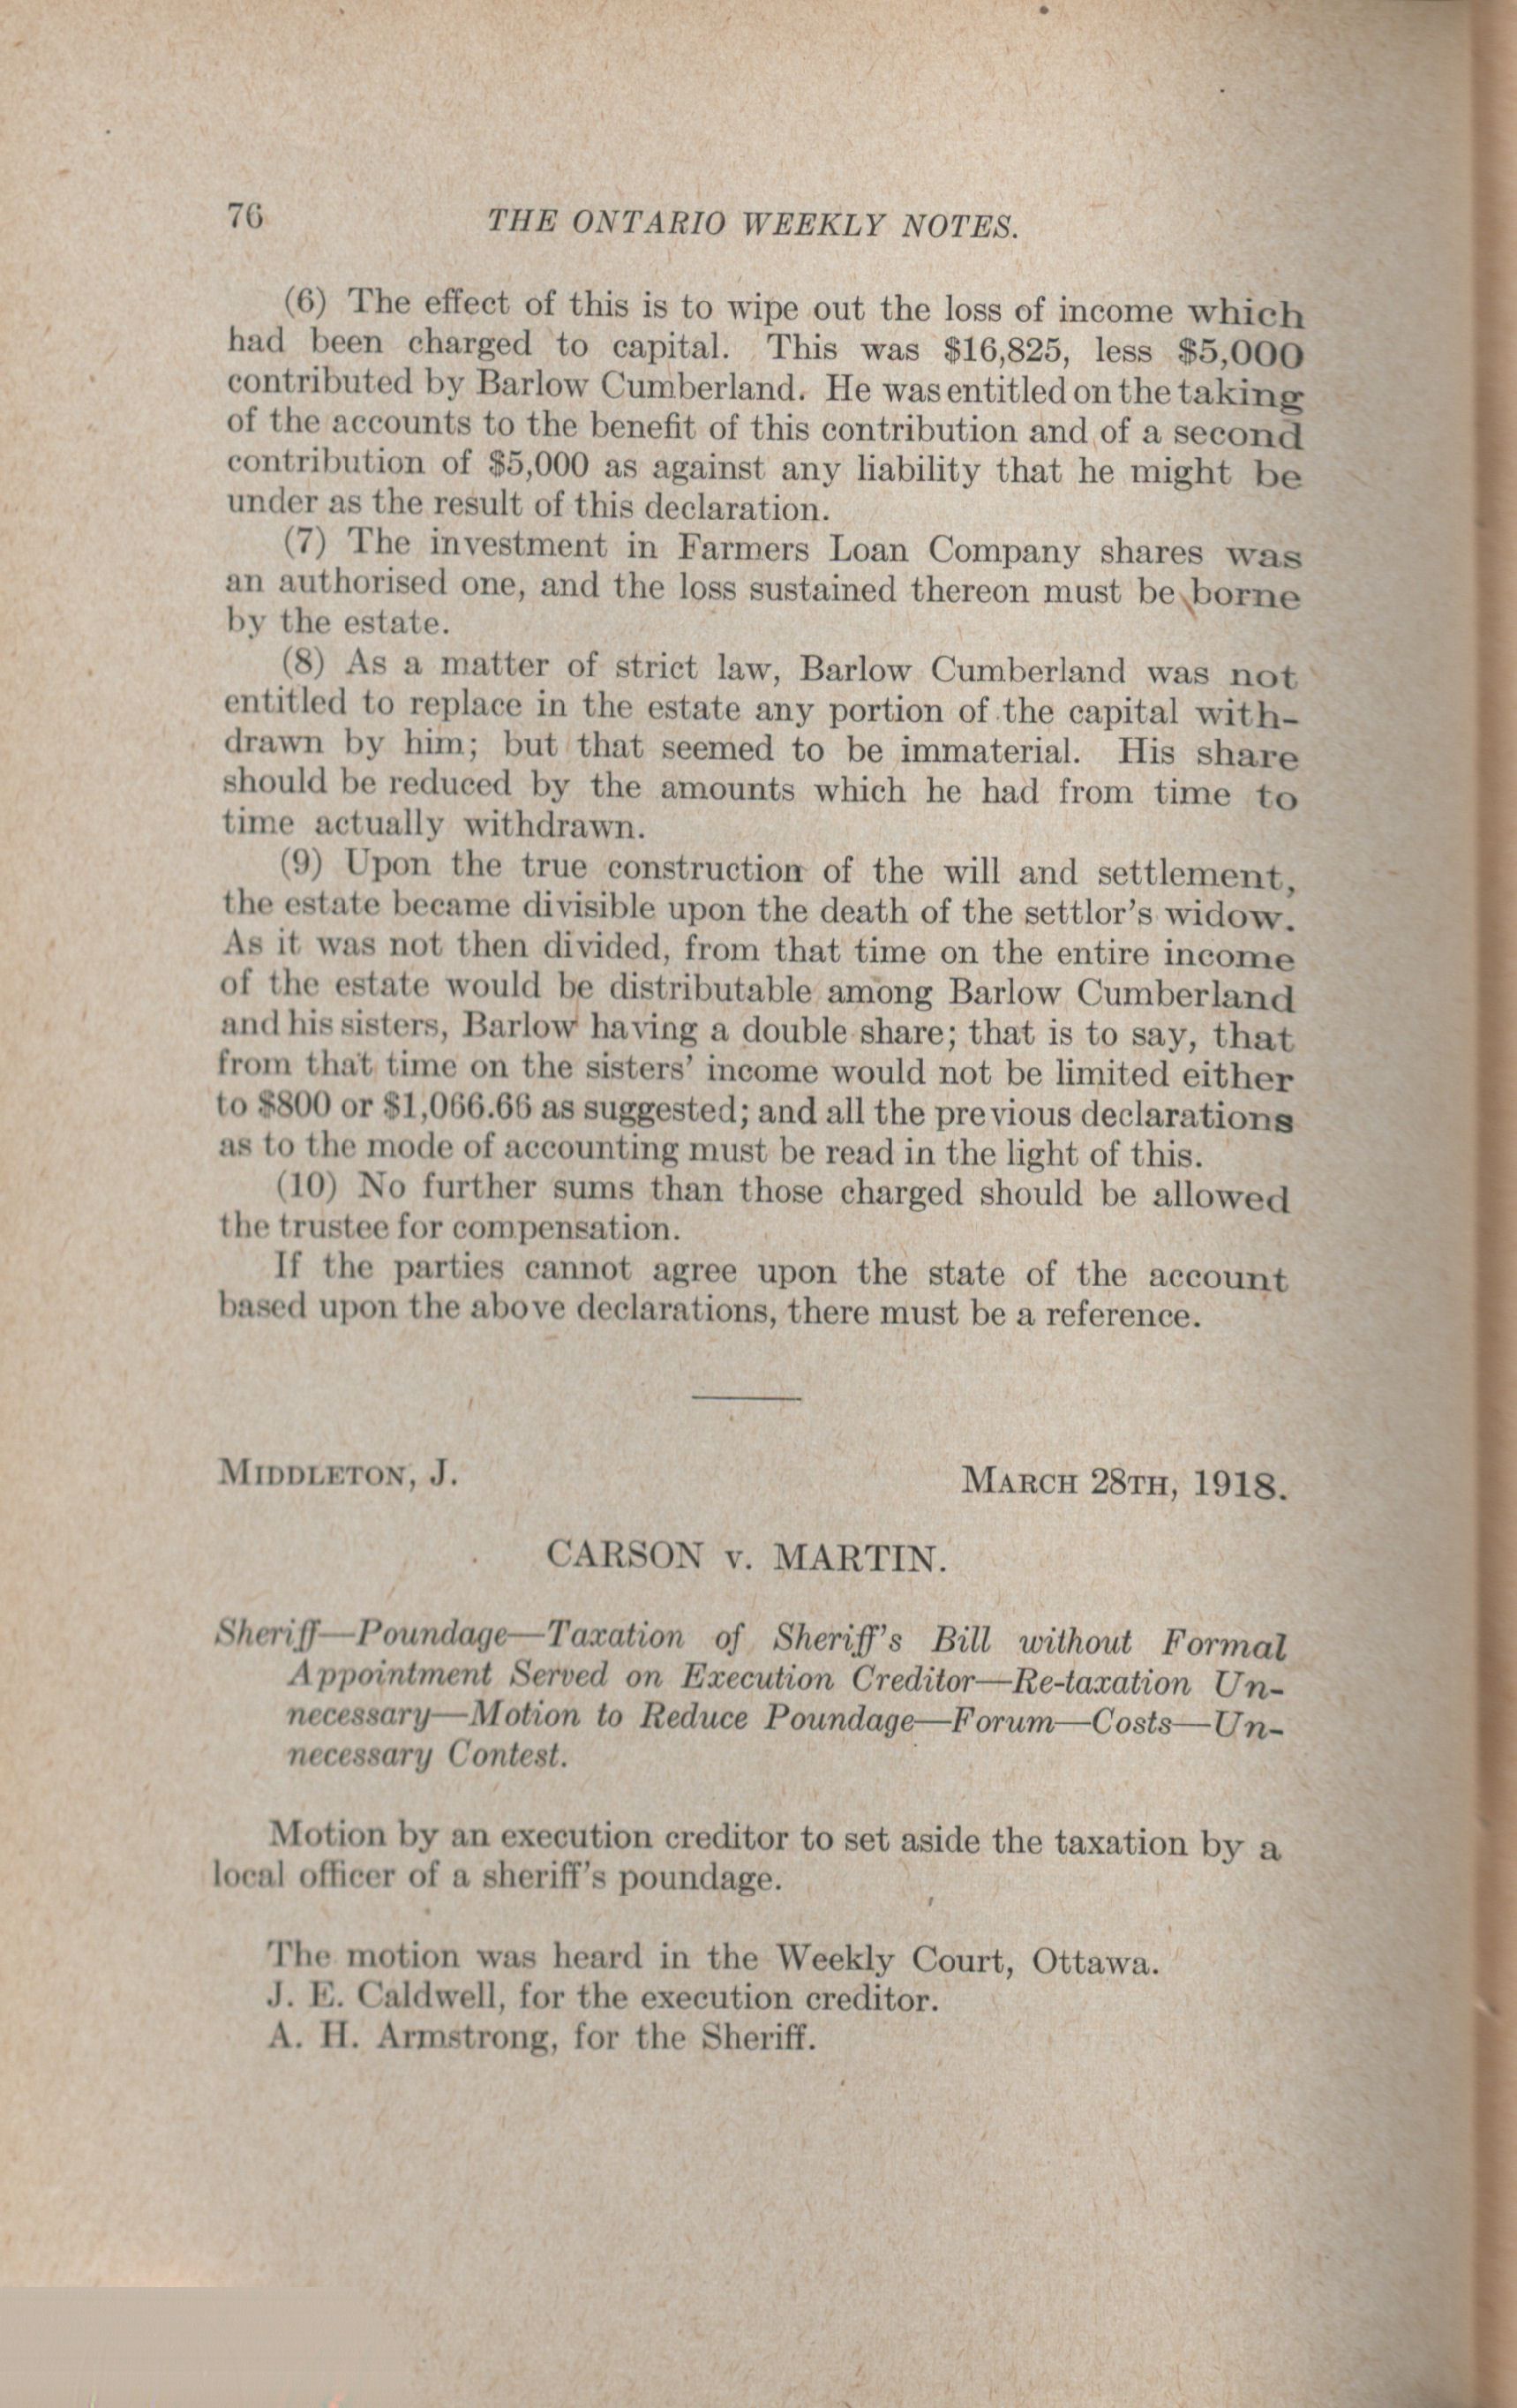 76
THE ONTARIO WEEKLY NOTES.
(6) The effect of this is to wipe out the loss of income which
had been charged to capital. This was $16,825, less $5,000
contributed by Barlow Cumberland. He was entitled on the taking
of the accounts to the benefit of this contribution and of a second
contribution of $5,000 as against any liability that he might be
under as the result of this declaration.
(7) The investment in Farmers Loan Company shares was
an authorised one, and the loss sustained thereon must be borne
by the estate.
(8) As a matter of strict law, Barlow Cumberland was not
entitled to replace in the estate any portion of the capital with-
drawn by him; but that seemed to be immaterial. His share
should be reduced by the amounts which he had from time to
time actually withdrawn.
(9) Upon the true construction of the will and settlement,
the estate became divisible upon the death of the settlor's widow.
As it was not then divided, from that time on the entire income
of the estate would be distributable among Barlow Cumberland
and his sisters, Barlow having a double share; that is to say, that
from that time on the sisters' income would not be limited either
to $800 or $1,066.66 as suggested; and all the previous declarations
as to the mode of accounting must be read in the light of this.
(10) No further sums than those charged should be allowed
the trustee for compensation.
If the parties cannot agree upon the state of the account
based upon the above declarations, there must be a reference.
MIDDLETON, J.
MARCH 28TH, 1918.
CARSON v. MARTIN.
Sheriff—Poundage—Taxation of Sheriff's Bill without Formal
Appointment Served on Execution Creditor—Re-taxation Un-
necessary—Motion to Reduce Poundage—Forum—Costs—Un-
necessary Contest.
Motion by an execution creditor to set aside the taxation by a
local officer of a sheriff's poundage.
The motion was heard in the Weekly Court, Ottawa.
J. E. Caldwell, for the execution creditor.
A. H. Armstrong, for the Sheriff.